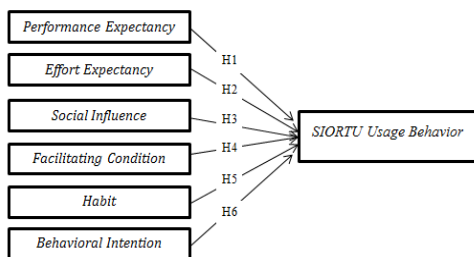 Performance Expectancy
H1
Effort Expectancy
H2
Social Influence
H3
SIORTU Usage Behavior
Facilitating Condition
H4
Habit
H5
Behavioral Intention
H6